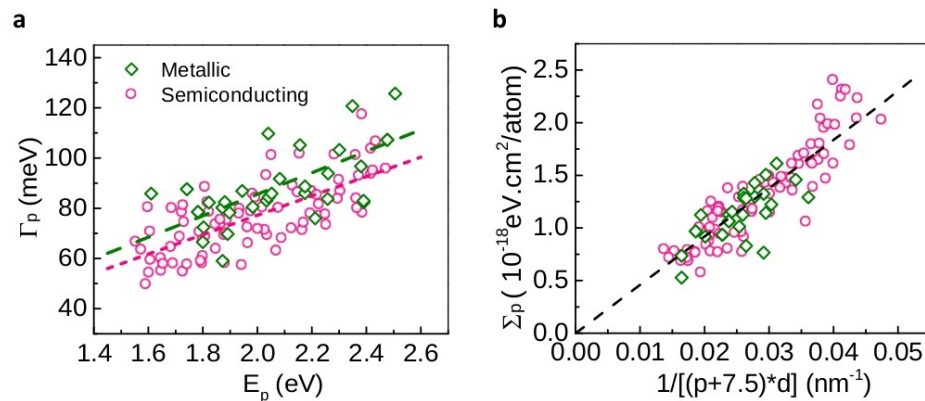 a
Γp (meV)
140
120
100
80
60
40
Metallic
Semiconducting
1.4 1.6 1.8 2.0 2.2 2.4 2.6
Ep (eV)
b
Σp ( 10-18eV.cm2/atom)
2.5
2.0
1.5
1.0
0.5
0.0
0.00 0.01 0.02 0.03 0.04 0.05
1/[(p+7.5)*d] (nm-1)